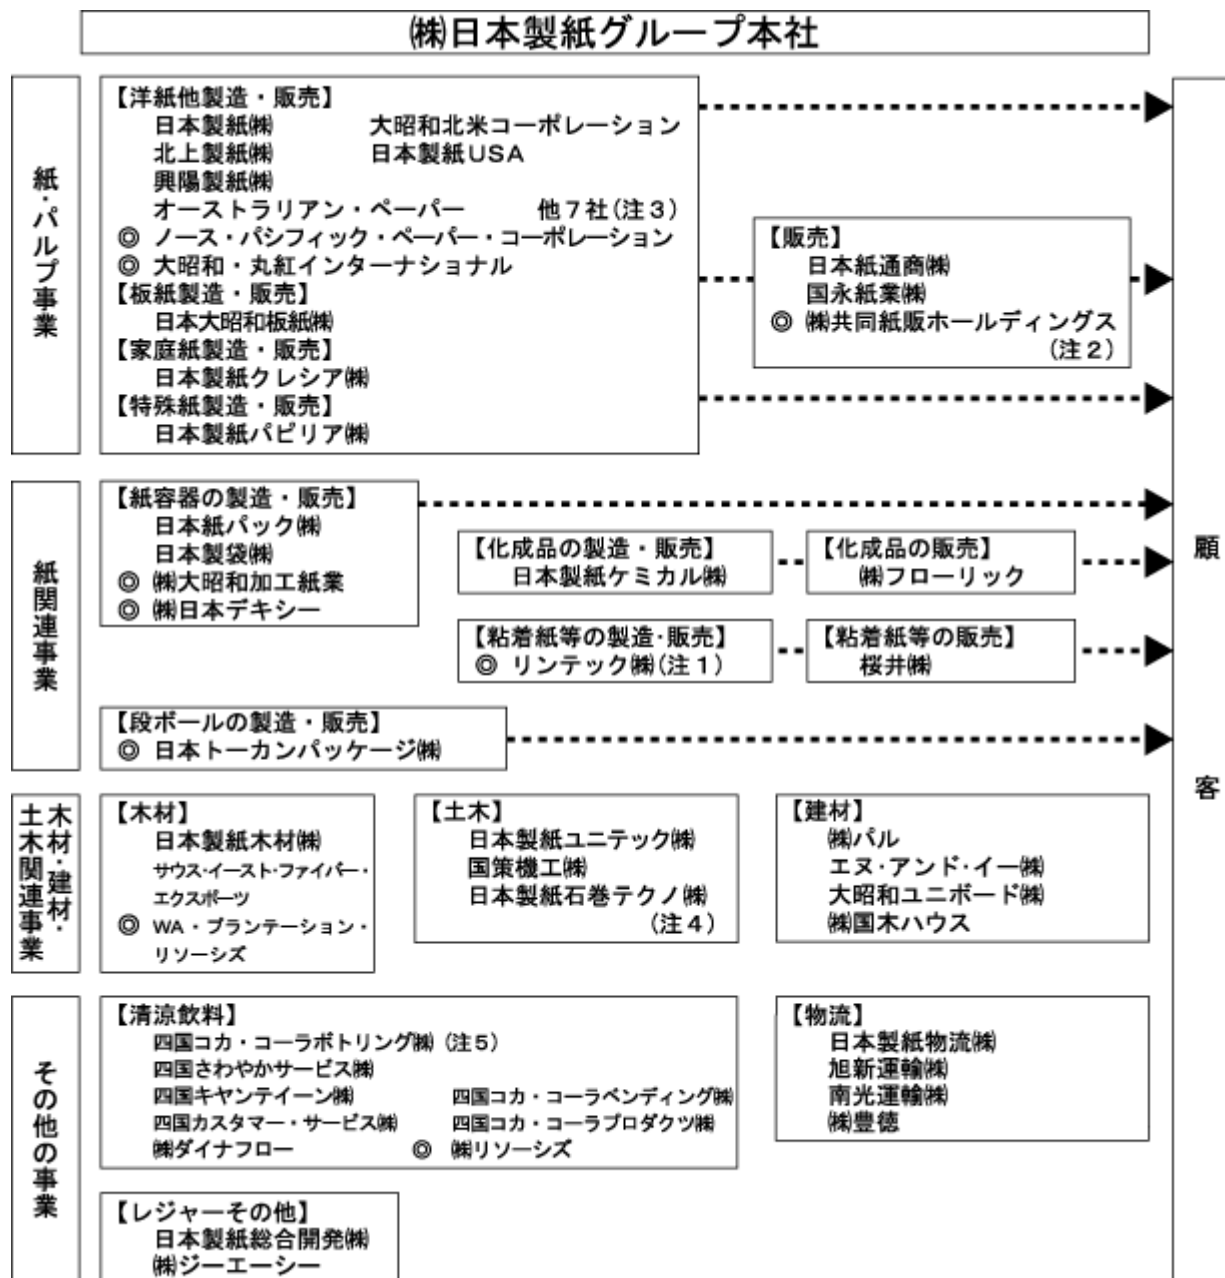 ㈱日本製紙グループ本社
紙・パルプ事業
【洋紙他製造・販売】
日本製紙㈱ 大昭和北米コーポレーション
北上製紙㈱ 日本製紙USA
興陽製紙㈱
オーストラリアン・ペーパー 他7社(注3)
◎ ノース・パシフィック・ペーパー・コーポレーション
◎ 大昭和・丸紅インターナショナル
【板紙製造・販売】
日本大昭和板紙㈱
【家庭紙製造・販売】
日本製紙クレシア㈱
【特殊紙製造・販売】
日本製紙パピリア㈱
【販売】
日本紙通商㈱
国永紙業㈱
◎ ㈱共同紙販ホールディングス
(注2)
紙関連事業
【紙容器の製造・販売】
日本紙パック㈱
日本製袋㈱
◎ ㈱大昭和加工紙業
◎ ㈱日本デキシー
【化成品の製造・販売】
日本製紙ケミカル㈱
【化成品の販売】
㈱フローリック
【粘着紙等の製造・販売】
◎ リンテック㈱(注1)
【粘着紙等の販売】
桜井㈱
【段ボールの製造・販売】
◎ 日本トーカンパッケージ㈱
木材・建材・
土木関連事業
【木材】
日本製紙木材㈱
サウス・イースト・ファイバー・
エクスポーツ
◎ WA・プランテーション・
リソーシズ
【土木】
日本製紙ユニテック㈱
国策機工㈱
日本製紙石巻テクノ㈱
(注4)
【建材】
㈱パル
エヌ・アンド・イー㈱
大昭和ユニボード㈱
㈱国木ハウス
その他の事業
【清涼飲料】
四国コカ・コーラボトリング㈱ (注5)
四国さわやかサービス㈱
四国キヤンテイーン㈱ 四国コカ・コーラベンディング㈱
四国カスタマー・サービス㈱ 四国コカ・コーラプロダクツ㈱
㈱ダイナフロー ◎ ㈱リソーシズ
【物流】
日本製紙物流㈱
旭新運輸㈱
南光運輸㈱
㈱豊徳
【レジャーその他】
日本製紙総合開発㈱
㈱ジーエーシー
顧客